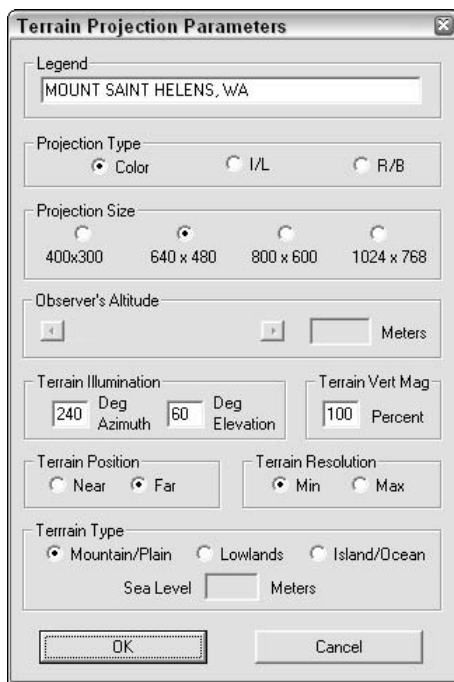 Terrain Projection Parameters
Legend
MOUNT SAINT HELENS, WA
Projection Type
Color I/L R/B
Projection Size
400x300 640 x 480 800 x 600 1024 x 768
Observer's Altitude
Meters
Terrain Illumination
240 Deg Azimuth 60 Deg Elevation
Terrain Vert Mag
100 Percent
Terrain Position
Near Far
Terrain Resolution
Min Max
Terrrain Type
Mountain/Plain Lowlands Island/Ocean
Sea Level Meters
OK Cancel